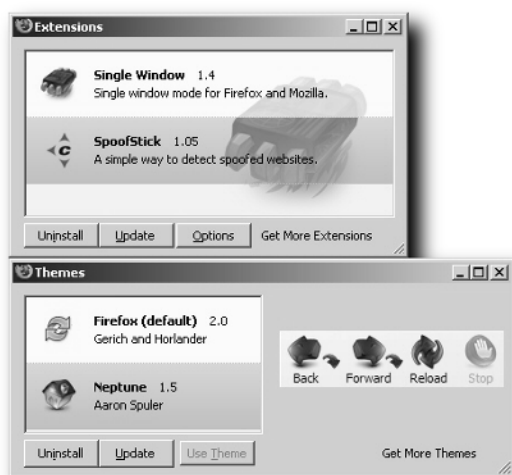 Extensions
Single Window 1.4
Single window mode for Firefox and Mozilla.
SpoofStick 1.05
A simple way to detect spoofed websites.
Uninstall Update Options Get More Extensions
Themes
Firefox (default) 2.0
Gerich and Horlander
Neptune 1.5
Aaron Spuler
Back Forward Reload Stop
Uninstall Update Use Theme Get More Themes